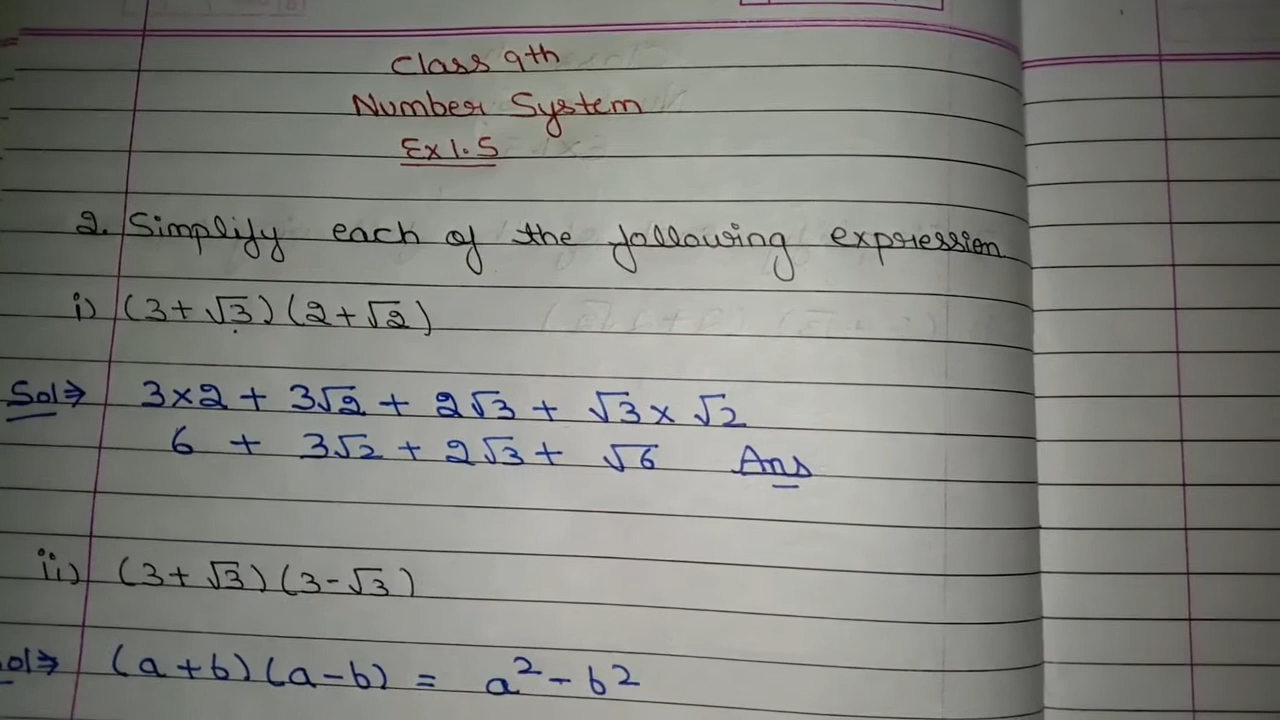 Class 9th
Number System
Ex 1.5
2. Simplify each of the following expression
i) (3+√3)(2+√2)
Sol⇒ 3×2 + 3√2 + 2√3 + √3 × √2
6 + 3√2 + 2√3 + √6 Ans
ii) (3+√3)(3-√3)
ol⇒ (a+b)(a-b) = a²-b²